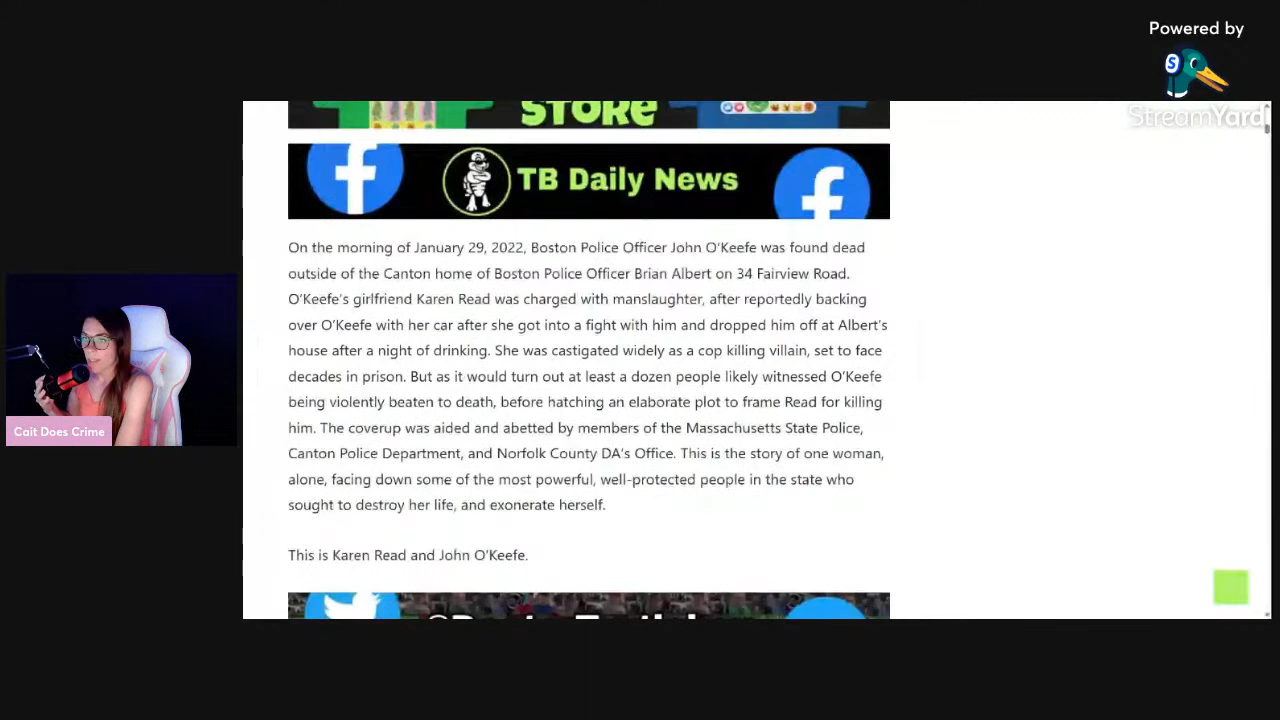 Powered by
S
StreamYard
STORE
TB Daily News
On the morning of January 29, 2022, Boston Police Officer John O'Keefe was found dead
outside of the Canton home of Boston Police Officer Brian Albert on 34 Fairview Road.
O'Keefe's girlfriend Karen Read was charged with manslaughter, after reportedly backing
over O'Keefe with her car after she got into a fight with him and dropped him off at Albert's
house after a night of drinking. She was castigated widely as a cop killing villain, set to face
decades in prison. But as it would turn out at least a dozen people likely witnessed O'Keefe
being violently beaten to death, before hatching an elaborate plot to frame Read for killing
him. The coverup was aided and abetted by members of the Massachusetts State Police,
Canton Police Department, and Norfolk County DA's Office. This is the story of one woman,
alone, facing down some of the most powerful, well-protected people in the state who
sought to destroy her life, and exonerate herself.
This is Karen Read and John O'Keefe.
Cait Does Crime